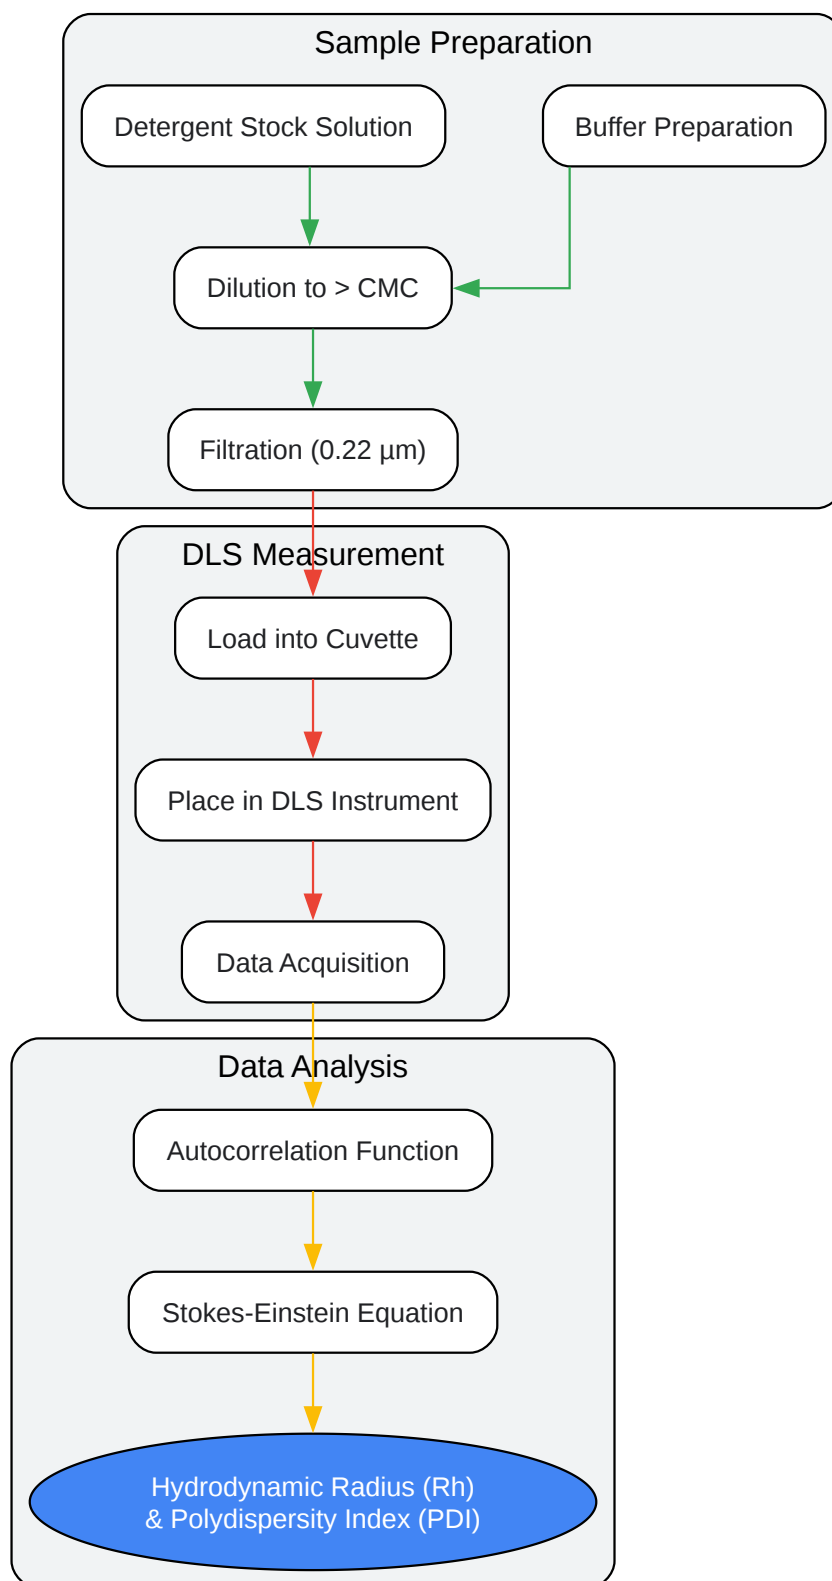 Sample Preparation
Detergent Stock Solution
Buffer Preparation
Dilution to > CMC
Filtration (0.22 µm)
DLS Measurement
Load into Cuvette
Place in DLS Instrument
Data Acquisition
Data Analysis
Autocorrelation Function
Stokes-Einstein Equation
Hydrodynamic Radius (Rh)
& Polydispersity Index (PDI)